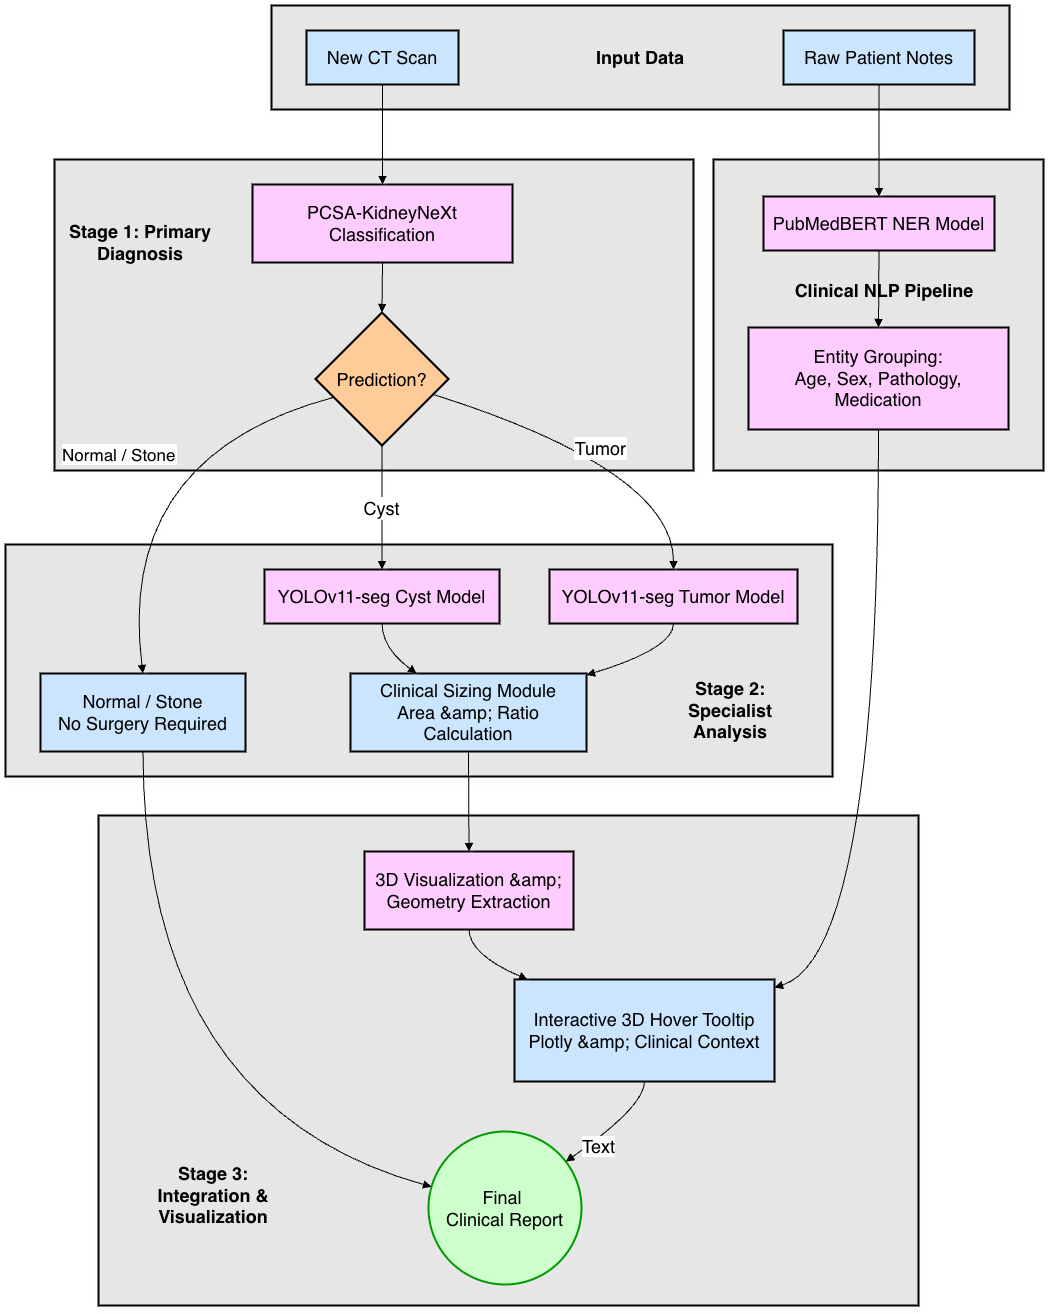 New CT Scan
Input Data
Raw Patient Notes
Stage 1: Primary
Diagnosis
PCSA-KidneyNeXt
Classification
Prediction?
Normal / Stone
Cyst
Tumor
PubMedBERT NER Model
Clinical NLP Pipeline
Entity Grouping:
Age, Sex, Pathology,
Medication
YOLOv11-seg Cyst Model
YOLOv11-seg Tumor Model
Normal / Stone
No Surgery Required
Clinical Sizing Module
Area &amp; Ratio
Calculation
Stage 2:
Specialist
Analysis
3D Visualization &amp;
Geometry Extraction
Interactive 3D Hover Tooltip
Plotly &amp; Clinical Context
Text
Stage 3:
Integration &
Visualization
Final
Clinical Report